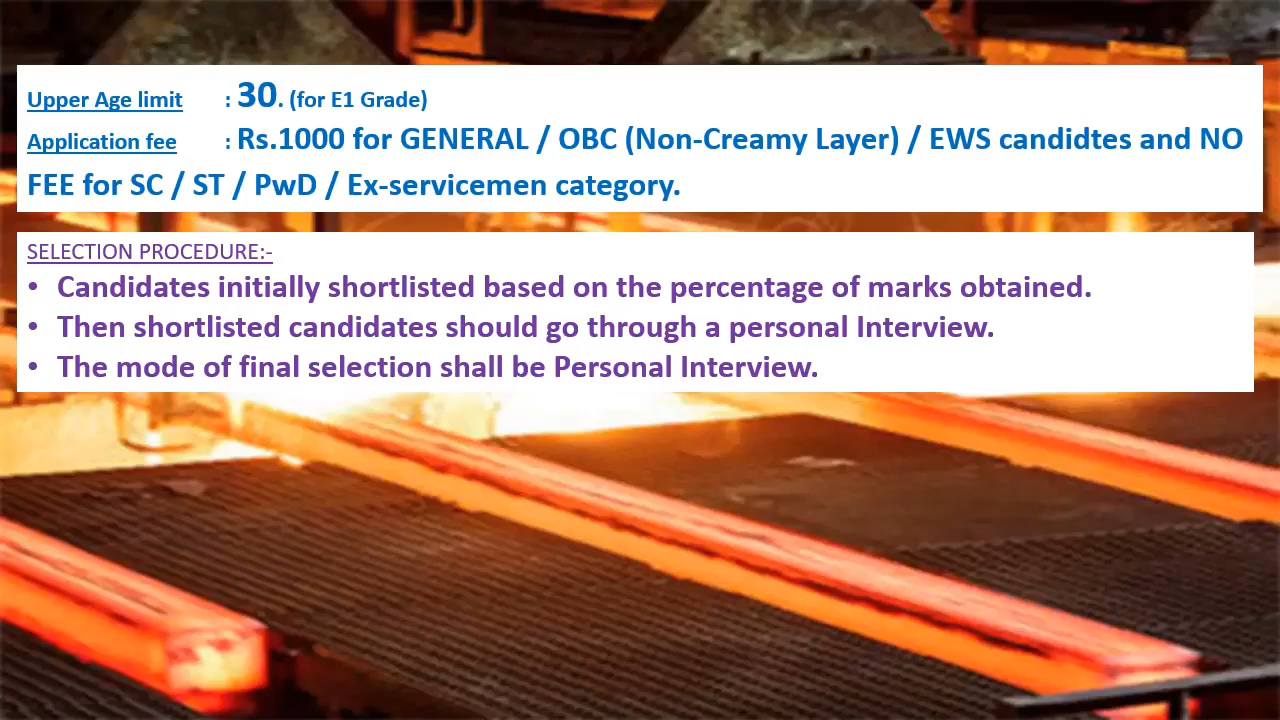 Upper Age limit : 30. (for E1 Grade)
Application fee : Rs.1000 for GENERAL / OBC (Non-Creamy Layer) / EWS candidtes and NO
FEE for SC / ST / PwD / Ex-servicemen category.
SELECTION PROCEDURE:-
• Candidates initially shortlisted based on the percentage of marks obtained.
• Then shortlisted candidates should go through a personal Interview.
• The mode of final selection shall be Personal Interview.